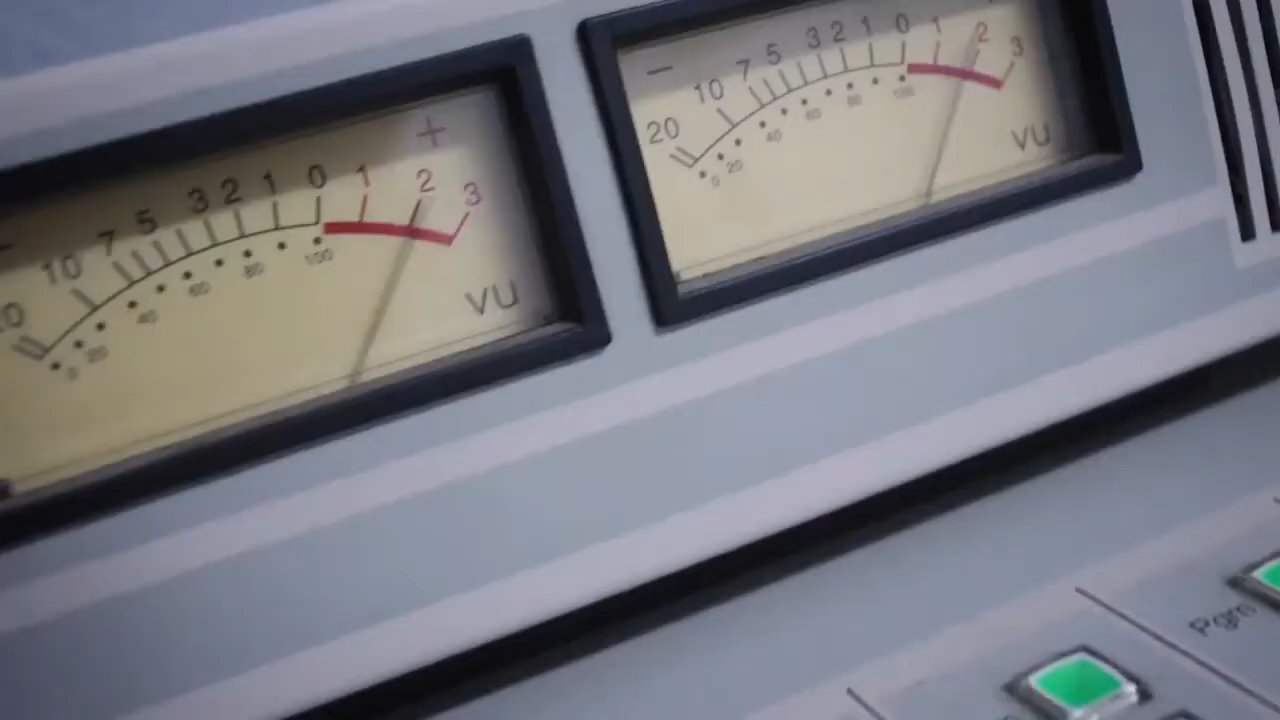 - 20 10 7 5 3 2 1 0 1 2 3
0 20 40 60 80 100
VU
+
10 7 5 3 2 1 0 1 2 3
0 20 40 60 80 100
VU
Pgm